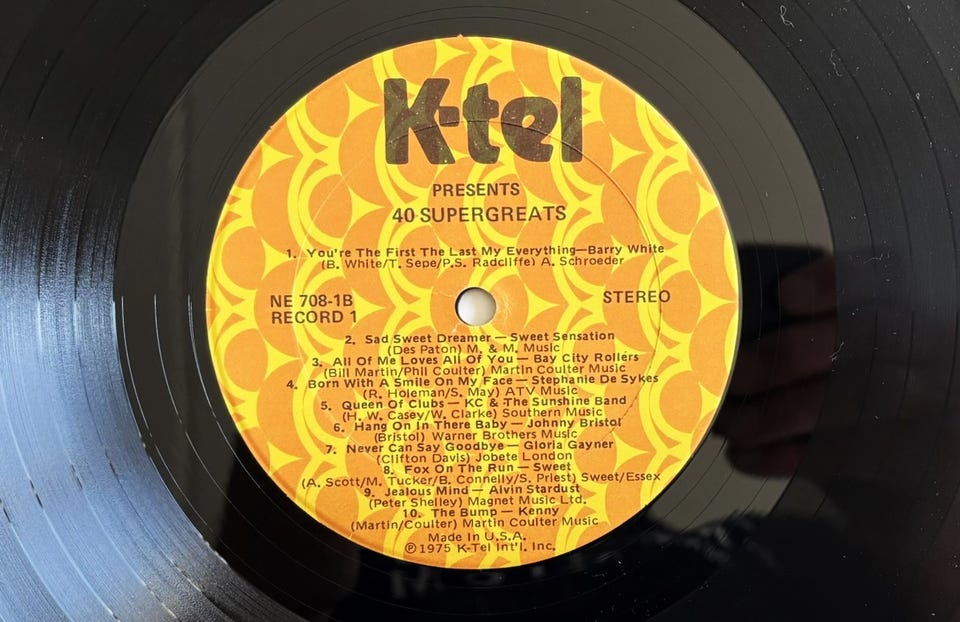 K-tel
PRESENTS
40 SUPERGREATS
1. You're The First The Last My Everything—Barry White
(B. White/T. Sepe/P.S. Radcliffe) A. Schroeder
NE 708-1B
RECORD 1
STEREO
2. Sad Sweet Dreamer — Sweet Sensation
(Des Paton) M. & M. Music
3. All Of Me Loves All Of You — Bay City Rollers
(Bill Martin/Phil Coulter) Martin Coulter Music
4. Born With A Smile On My Face — Stephanie De Sykes
(R. Holeman/S. May) ATV Music
5. Queen Of Clubs — KC & The Sunshine Band
(H. W. Casey/W. Clarke) Southern Music
6. Hang On In There Baby — Johnny Bristol
(Bristol) Warner Brothers Music
7. Never Can Say Goodbye — Gloria Gayner
(Clifton Davis) Jobete London
8. Fox On The Run — Sweet
(A. Scott/M. Tucker/B. Connelly/S. Priest) Sweet/Essex
9. Jealous Mind — Alvin Stardust
(Peter Shelley) Magnet Music Ltd.
10. The Bump — Kenny
(Martin/Coulter) Martin Coulter Music
Made In U.S.A.
℗ 1975 K-Tel Int'l. Inc.